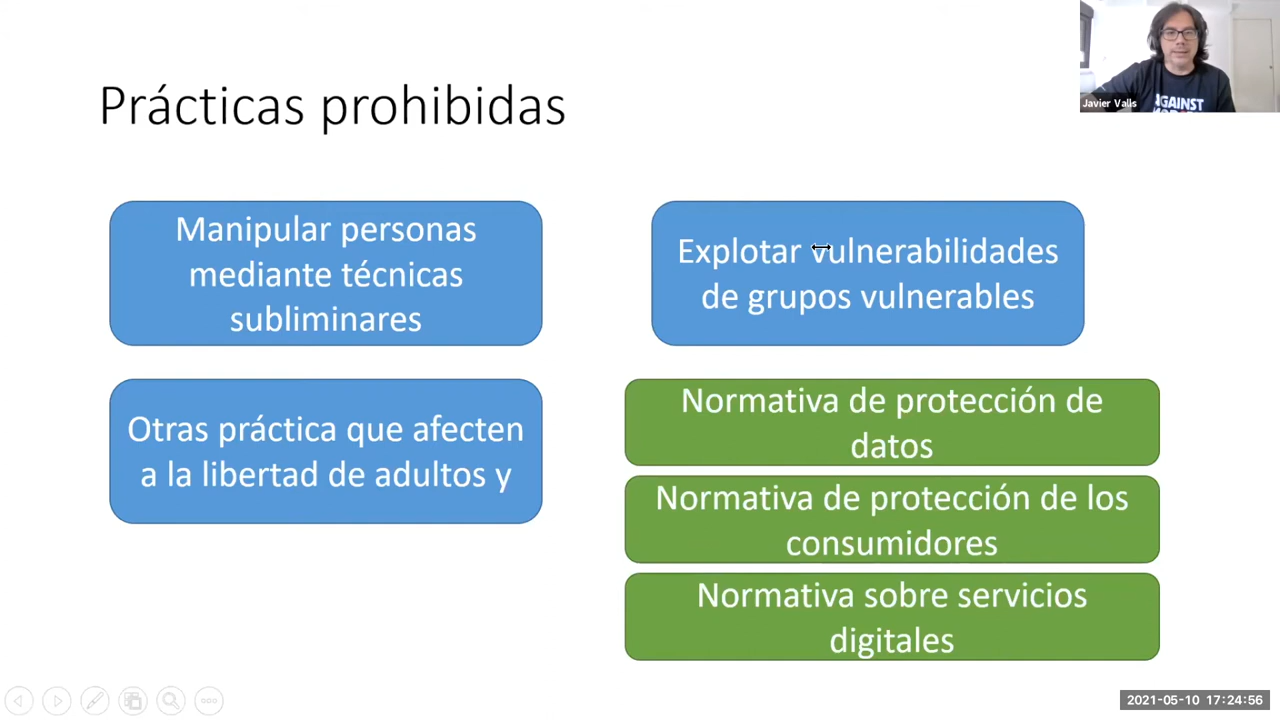 Prácticas prohibidas
Manipular personas
mediante técnicas
subliminares
Explotar vulnerabilidades
de grupos vulnerables
Otras práctica que afecten
a la libertad de adultos y
Normativa de protección de
datos
Normativa de protección de los
consumidores
Normativa sobre servicios
digitales
AGAINST
Javier Valls
2021-05-10 17:24:56